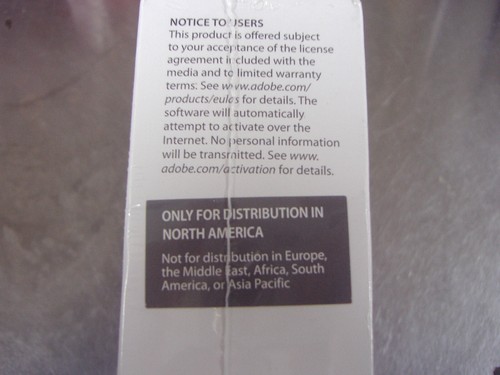 NOTICE TO USERS
This product is offered subject
to your acceptance of the license
agreement included with the
media and to limited warranty
terms. See www.adobe.com/
products/eulas for details. The
software will automatically
attempt to activate over the
Internet. No personal information
will be transmitted. See www.
adobe.com/activation for details.
ONLY FOR DISTRIBUTION IN
NORTH AMERICA
Not for distribution in Europe,
the Middle East, Africa, South
America, or Asia Pacific